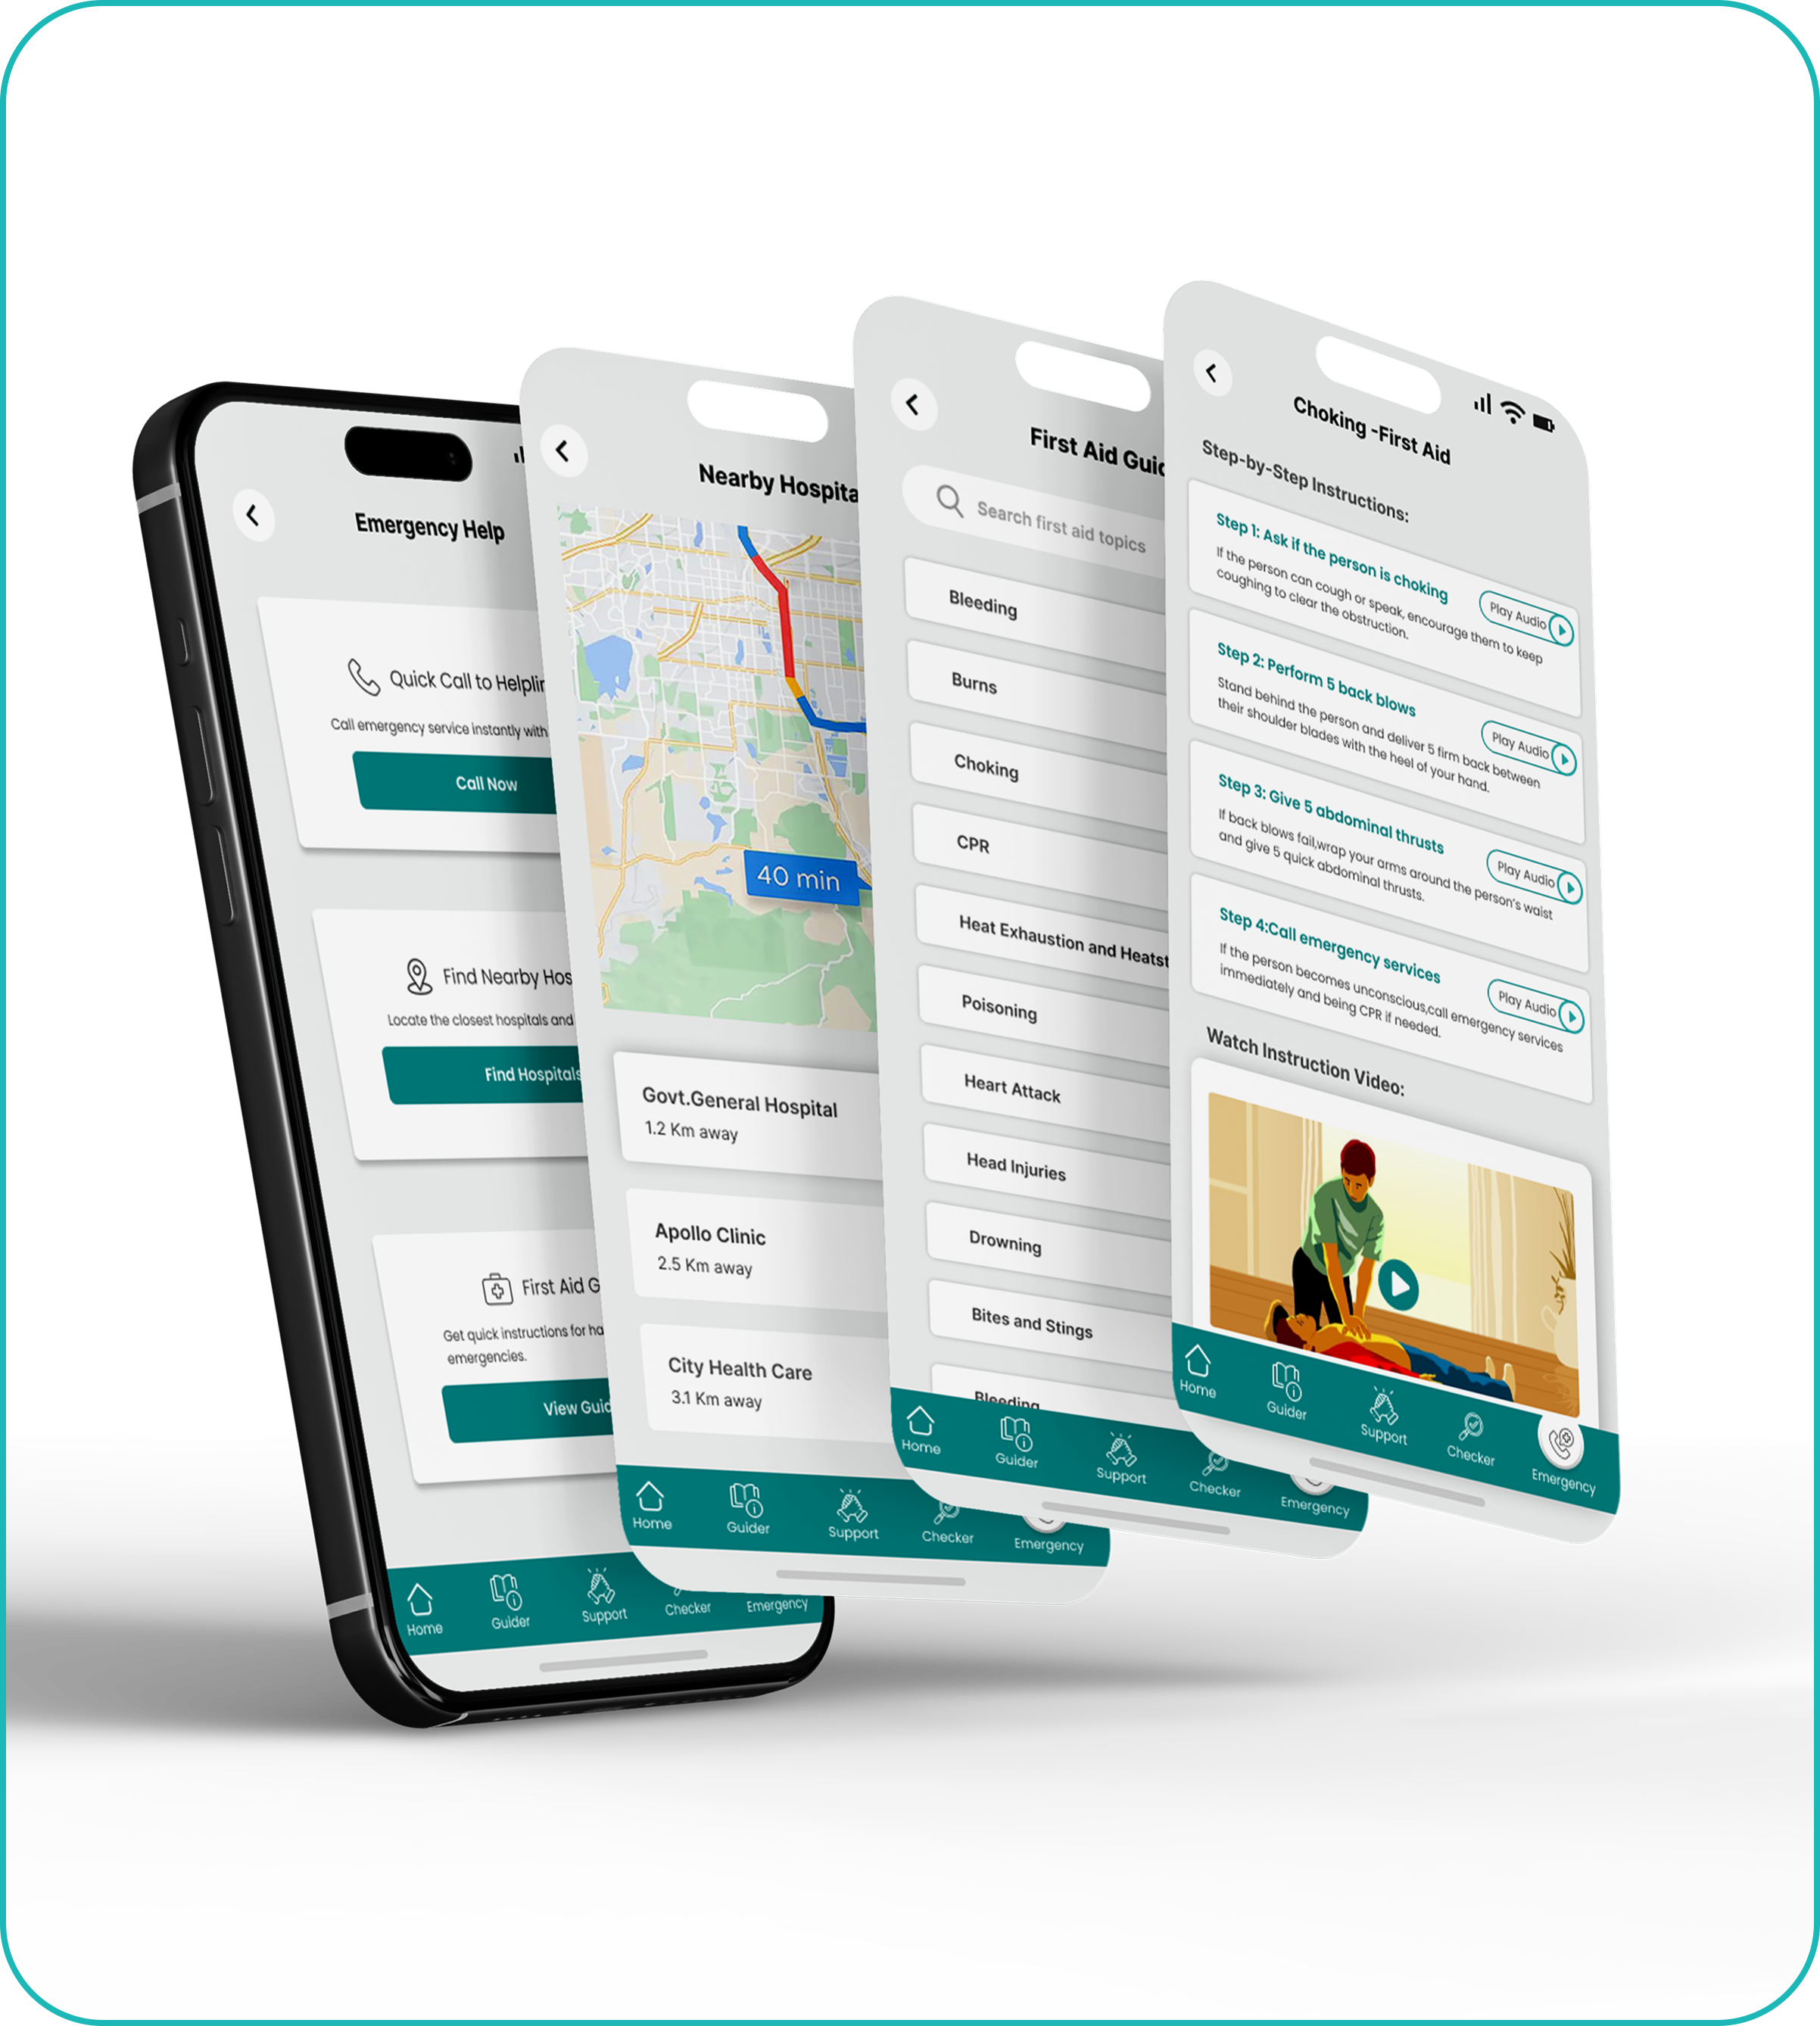 Emergency Help
Quick Call to
Call emergency service instantly with
Call Now
Find Nearby
Locate the closest hospitals and
Find Hospitals
First Aid
Get quick instructions for
emergencies.
View
Home
Guider
Support
Checker
Emergency
Nearby
40 min
Govt.General Hospital
1.2 Km away
Apollo Clinic
2.5 Km away
City Health Care
3.1 Km away
Home
Guider
Support
Checker
Emergency
First Aid
Search first aid topics
Bleeding
Burns
Choking
CPR
Heat Exhaustion and
Poisoning
Heart Attack
Head Injuries
Drowning
Bites and Stings
Bleeding
Home
Guider
Support
Checker
Emergency
Choking -First Aid
Step-by-Step Instructions:
Step 1: Ask if the person is choking
Play Audio
If the person can cough or speak, encourage them to keep
coughing to clear the obstruction.
Step 2: Perform 5 back blows
Play Audio
Stand behind the person and deliver 5 firm back between
their shoulder blades with the heel of your hand.
Step 3: Give 5 abdominal thrusts
Play Audio
If back blows fail,wrap your arms around the person's waist
and give 5 quick abdominal thrusts.
Step 4:Call emergency services
Play Audio
If the person becomes unconscious,call emergency services
immediately and being CPR if needed.
Watch Instruction Video:
Home
Guider
Support
Checker
Emergency